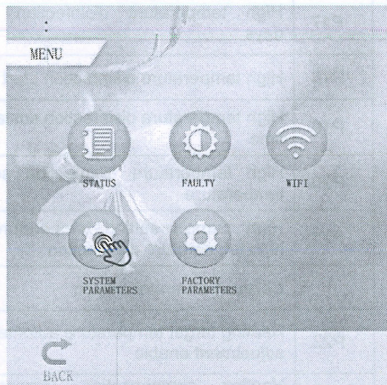 :
MENU
STATUS
FAULTY
WIFI
SYSTEM
PARAMETERS
FACTORY
PARAMETERS
BACK